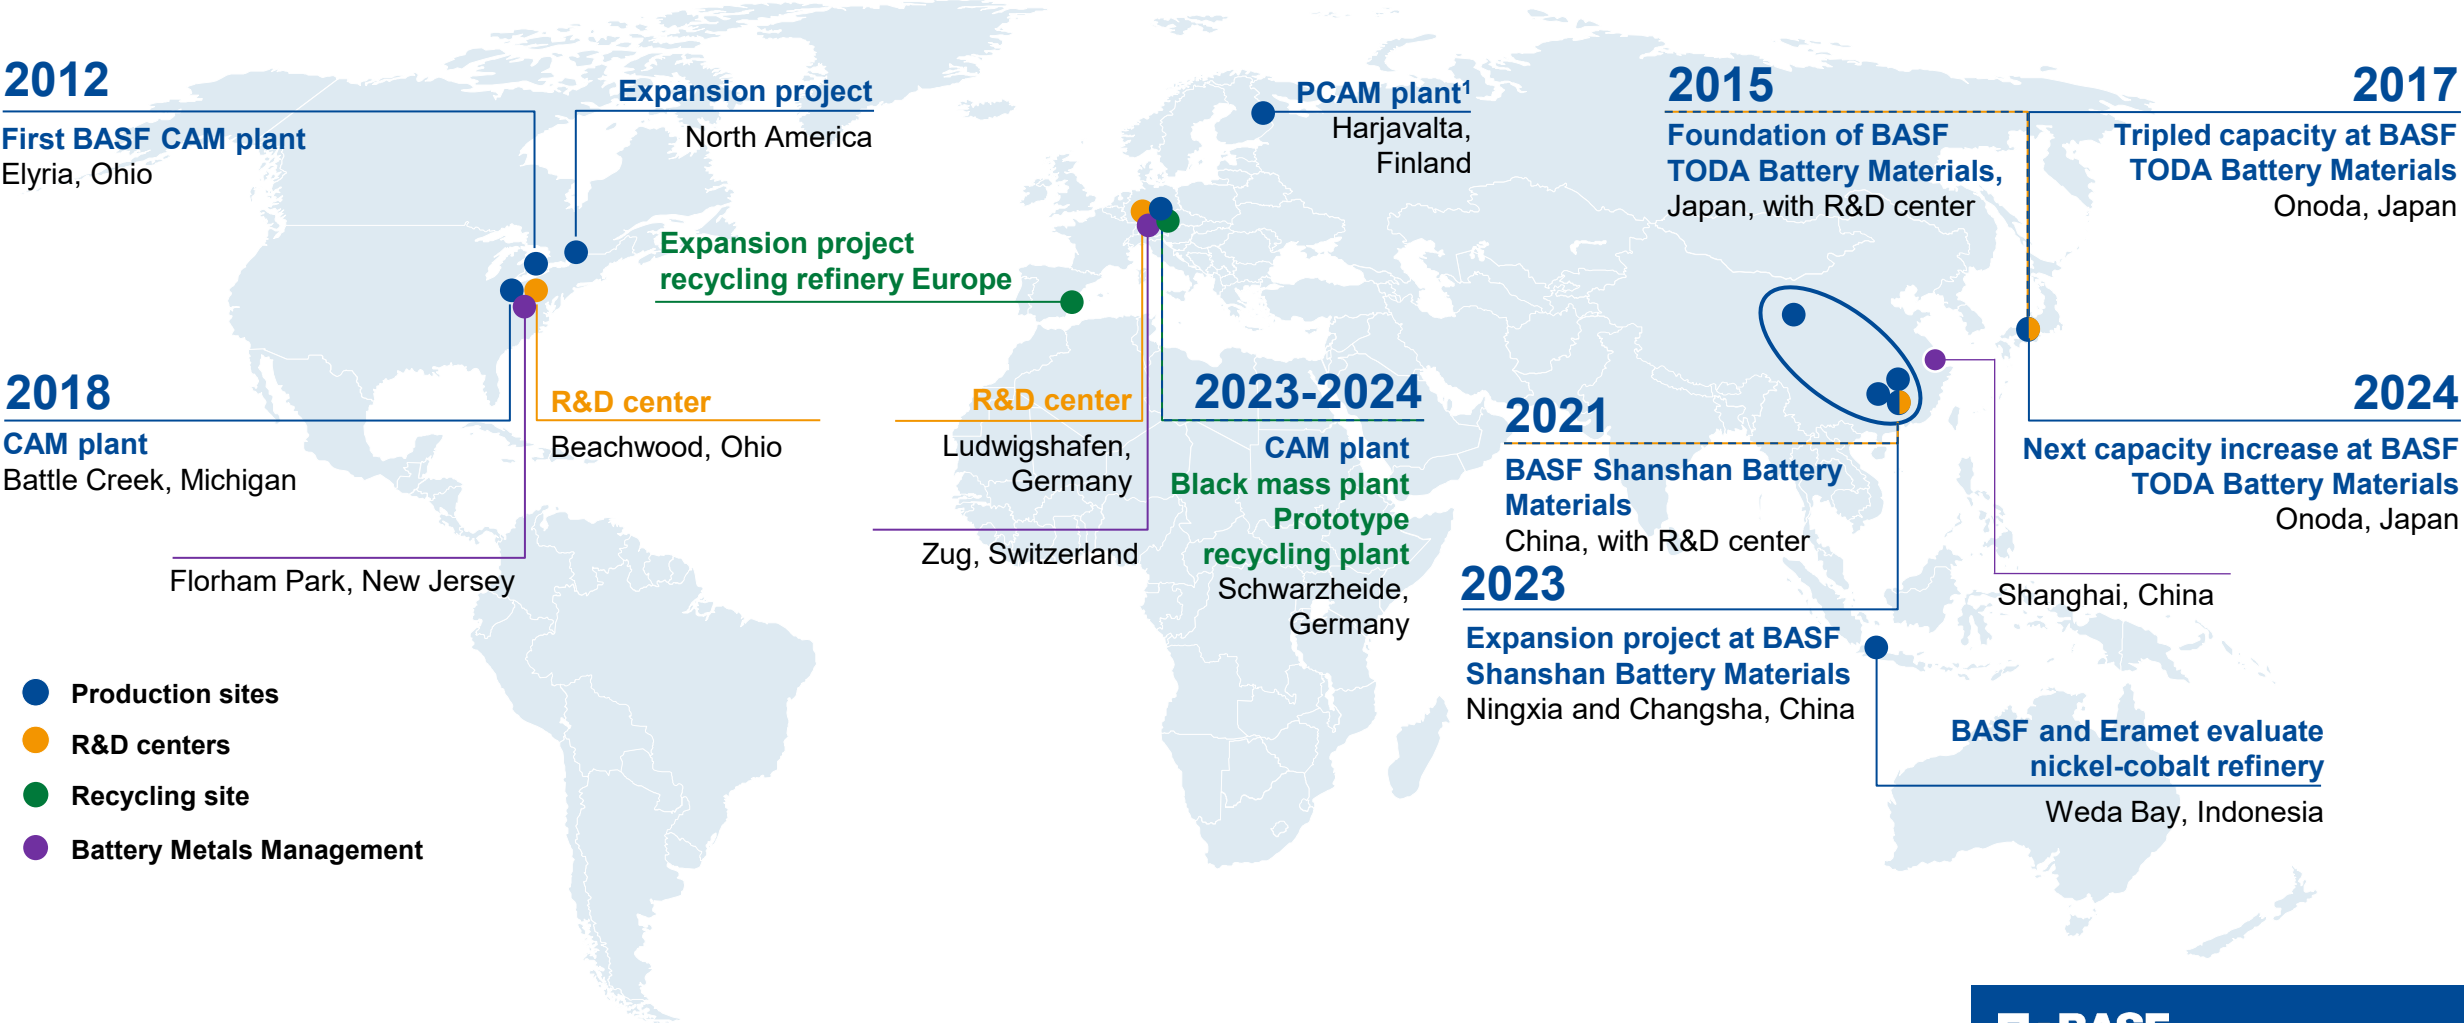 2012
First BASF CAM plant
Elyria, Ohio
Expansion project
North America
PCAM plant¹
Harjavalta,
Finland
2015
Foundation of BASF
TODA Battery Materials,
Japan, with R&D center
2017
Tripled capacity at BASF
TODA Battery Materials
Onoda, Japan
Expansion project
recycling refinery Europe
2018
CAM plant
Battle Creek, Michigan
R&D center
Beachwood, Ohio
Florham Park, New Jersey
R&D center
Ludwigshafen,
Germany
Zug, Switzerland
2023-2024
CAM plant
Black mass plant
Prototype
recycling plant
Schwarzheide,
Germany
2021
BASF Shanshan Battery
Materials
China, with R&D center
2023
Expansion project at BASF
Shanshan Battery Materials
Ningxia and Changsha, China
2024
Next capacity increase at BASF
TODA Battery Materials
Onoda, Japan
Shanghai, China
BASF and Eramet evaluate
nickel-cobalt refinery
Weda Bay, Indonesia
Production sites
R&D centers
Recycling site
Battery Metals Management
BASF